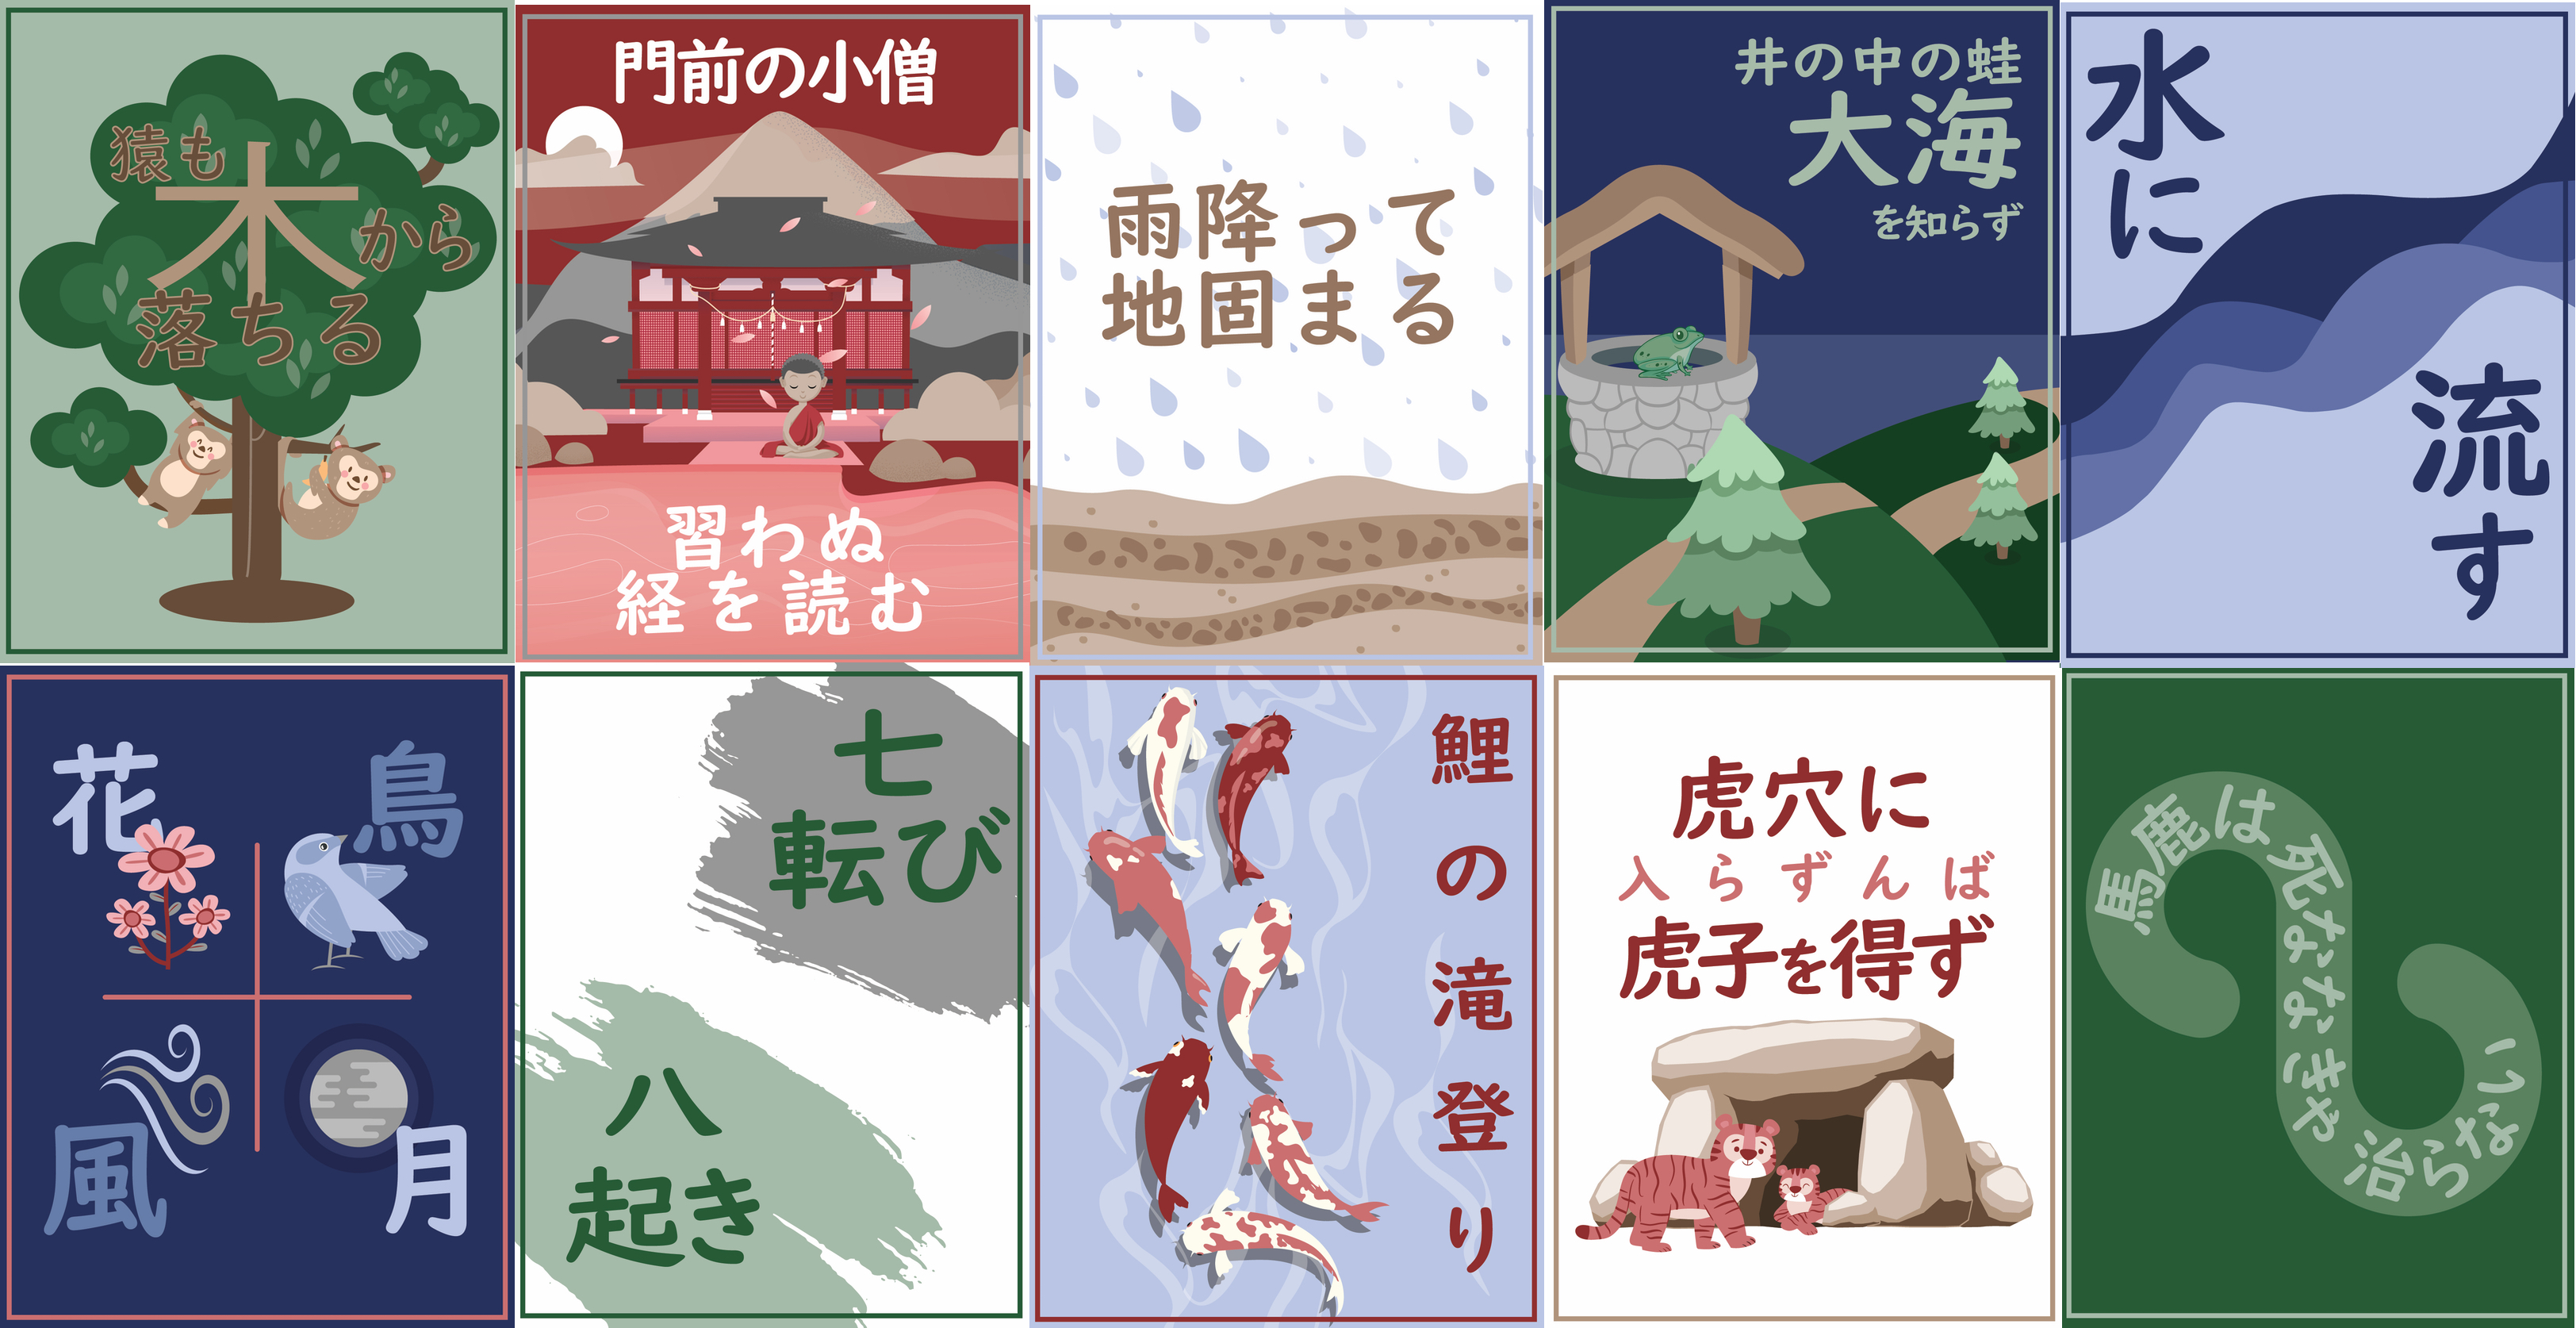 猿も
木
から
落ちる
門前の小僧
習わぬ
経を読む
雨降って
地固まる
井の中の蛙
大海
を知らず
水に
流す
花
鳥
風
月
七
転び
八
起き
鯉の滝登り
虎穴に
入らずんば
虎子を得ず
馬鹿は死ななきゃ治らない